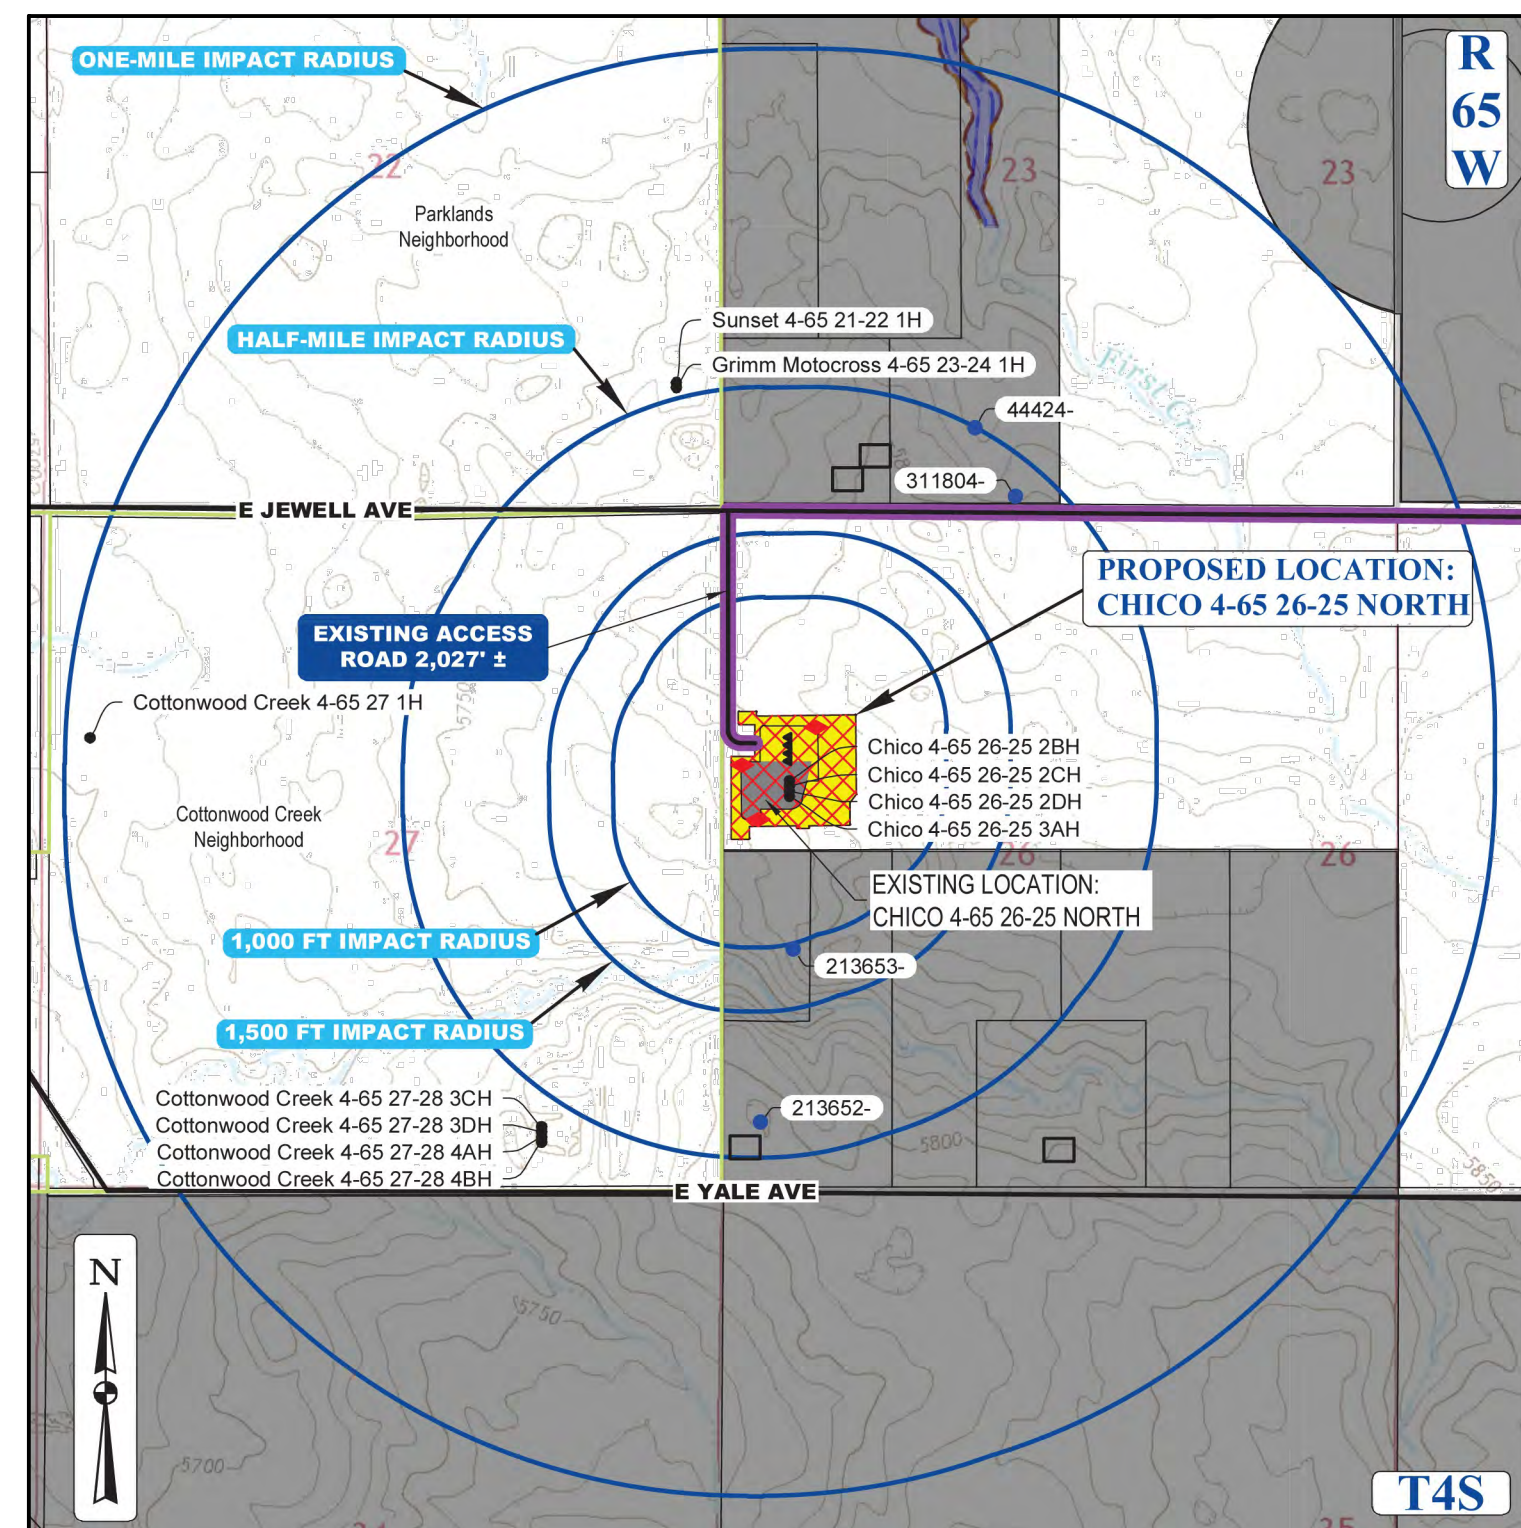 ONE-MILE IMPACT RADIUS
R
65
W
22
23
23
Parklands
Neighborhood
Sunset 4-65 21-22 1H
HALF-MILE IMPACT RADIUS
Grimm Motocross 4-65 23-24 1H
First Cr
44424-
311804-
E JEWELL AVE
PROPOSED LOCATION:
CHICO 4-65 26-25 NORTH
EXISTING ACCESS
ROAD 2,027' ±
5750
Cottonwood Creek 4-65 27 1H
Chico 4-65 26-25 2BH
Chico 4-65 26-25 2CH
Chico 4-65 26-25 2DH
Chico 4-65 26-25 3AH
Cottonwood Creek
Neighborhood
27
26
26
EXISTING LOCATION:
CHICO 4-65 26-25 NORTH
1,000 FT IMPACT RADIUS
213653-
1,500 FT IMPACT RADIUS
Cottonwood Creek 4-65 27-28 3CH
Cottonwood Creek 4-65 27-28 3DH
Cottonwood Creek 4-65 27-28 4AH
Cottonwood Creek 4-65 27-28 4BH
213652-
5800
5850
E YALE AVE
N
5750
5700
T4S